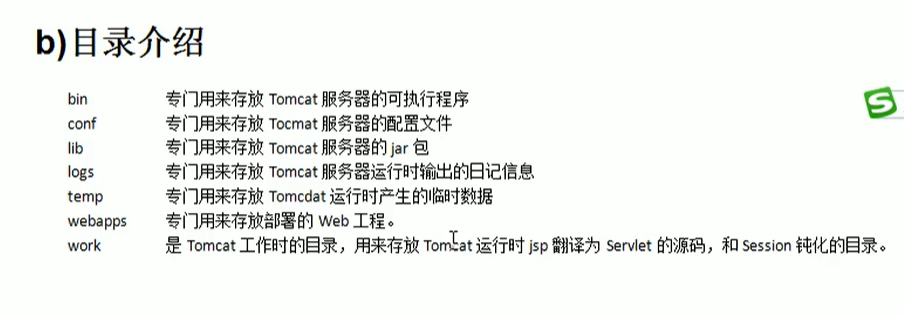 b)目录介绍
bin 专门用来存放 Tomcat 服务器的可执行程序
conf 专门用来存放 Tocmat 服务器的配置文件
lib 专门用来存放 Tomcat 服务器的 jar 包
logs 专门用来存放 Tomcat 服务器运行时输出的日记信息
temp 专门用来存放 Tomcdat 运行时产生的临时数据
webapps 专门用来存放部署的 Web 工程。
work 是 Tomcat 工作时的目录，用来存放 Tomcat 运行时 jsp 翻译为 Servlet 的源码，和 Session 钝化的目录。
S